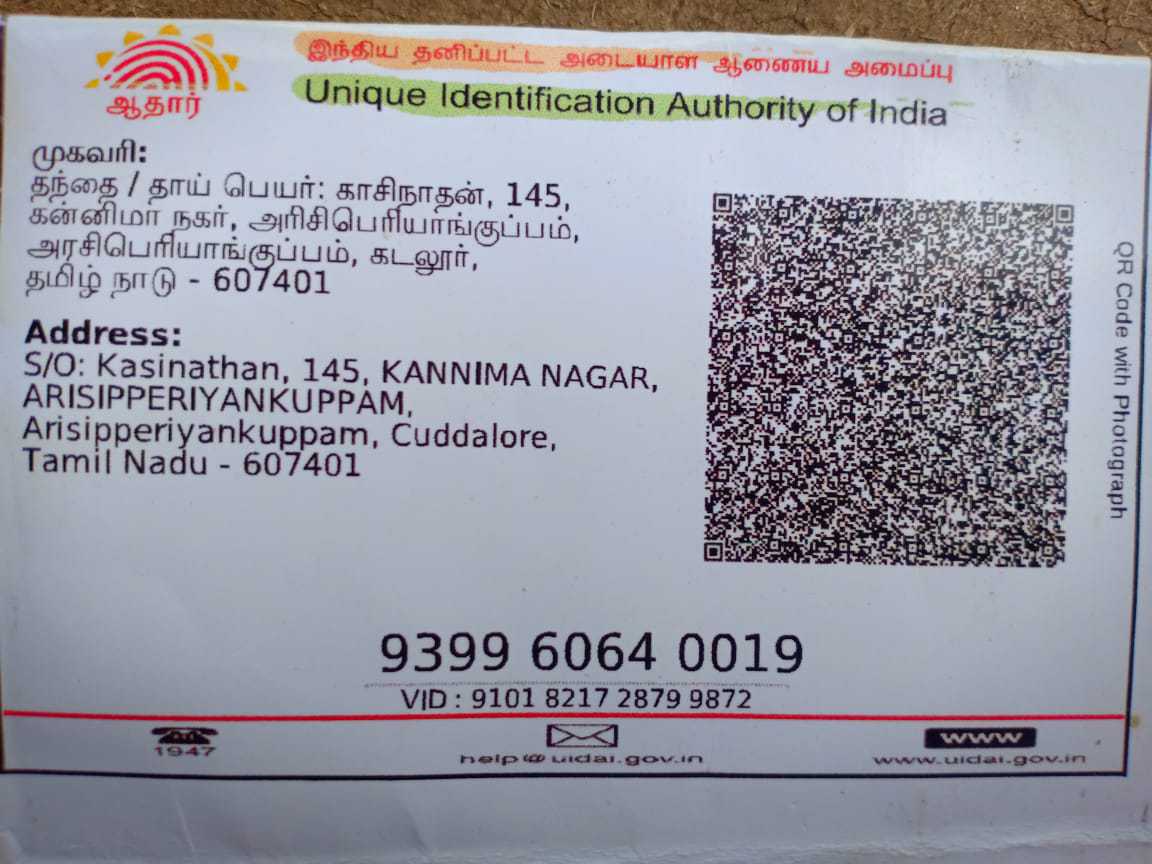 ஆதார்
இந்திய தனிப்பட்ட அடையாள ஆணைய அமைப்பு
Unique Identification Authority of India
முகவரி:
தந்தை / தாய் பெயர்: காசிநாதன், 145,
கன்னிமா நகர், அரிசிபெரியாங்குப்பம்,
அரசிபெரியாங்குப்பம், கடலூர்,
தமிழ் நாடு - 607401
Address:
S/O: Kasinathan, 145, KANNIMA NAGAR,
ARISIPPERIYANKUPPAM,
Arisipperiyankuppam, Cuddalore,
Tamil Nadu - 607401
QR Code with Photograph
9399 6064 0019
VID : 9101 8217 2879 9872
1947
help@uidai.gov.in
www
www.uidai.gov.in